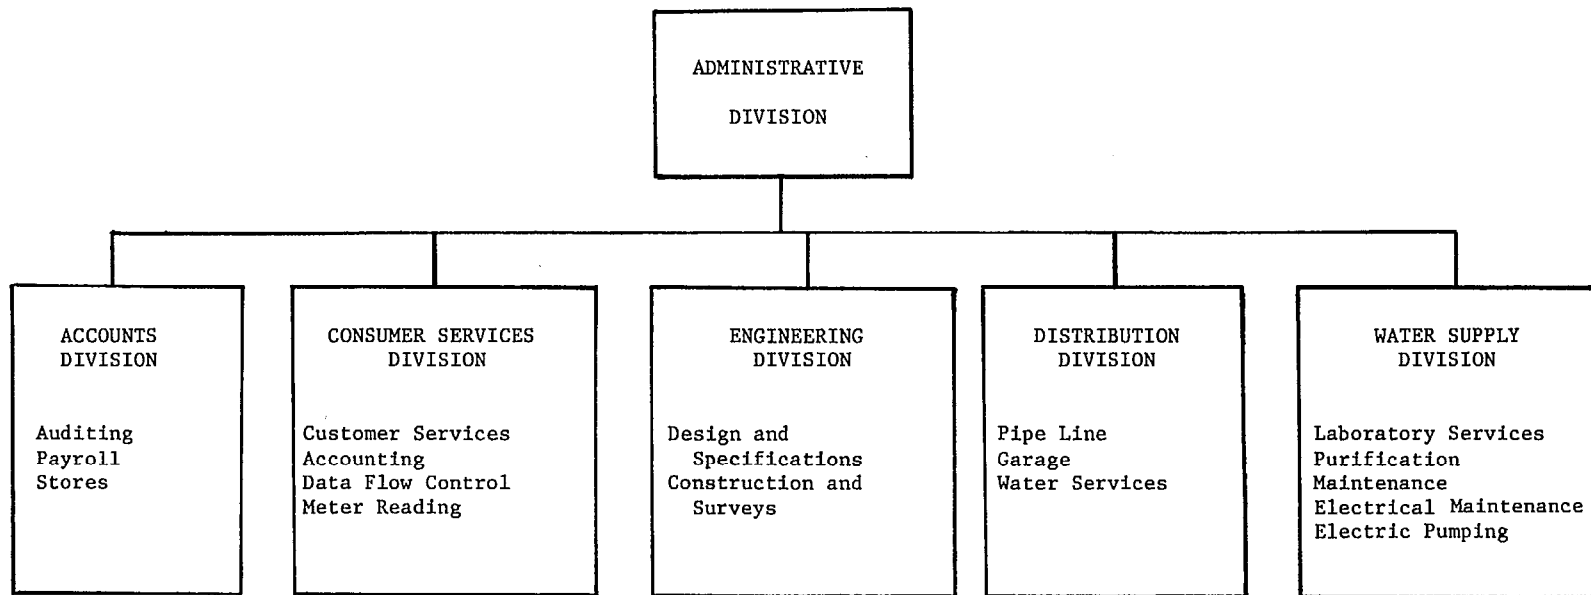 ADMINISTRATIVE
DIVISION
ACCOUNTS
DIVISION
Auditing
Payroll
Stores
CONSUMER SERVICES
DIVISION
Customer Services
Accounting
Data Flow Control
Meter Reading
ENGINEERING
DIVISION
Design and
Specifications
Construction and
Surveys
DISTRIBUTION
DIVISION
Pipe Line
Garage
Water Services
WATER SUPPLY
DIVISION
Laboratory Services
Purification
Maintenance
Electrical Maintenance
Electric Pumping